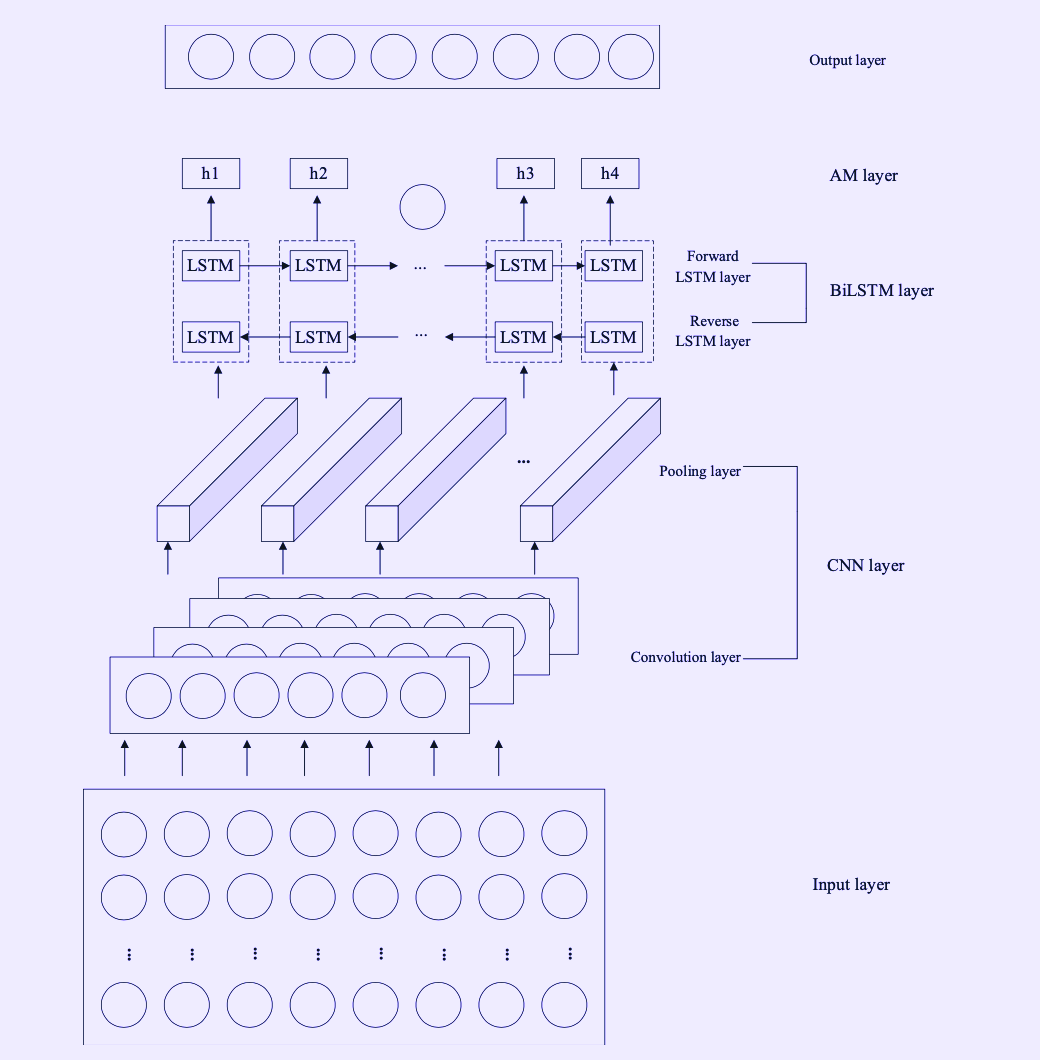 Output layer
h1
h2
h3
h4
AM layer
LSTM
LSTM
...
LSTM
LSTM
Forward
LSTM layer
BiLSTM layer
LSTM
LSTM
...
LSTM
LSTM
Reverse
LSTM layer
...
Pooling layer
CNN layer
Convolution layer
Input layer